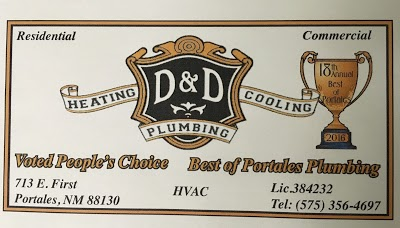 Residential
Commercial
D&D
HEATING
COOLING
PLUMBING
18th
Annual
Best of
Portales
2016
Voted People's Choice
Best of Portales Plumbing
713 E. First
Portales, NM 88130
HVAC
Lic.384232
Tel: (575) 356-4697